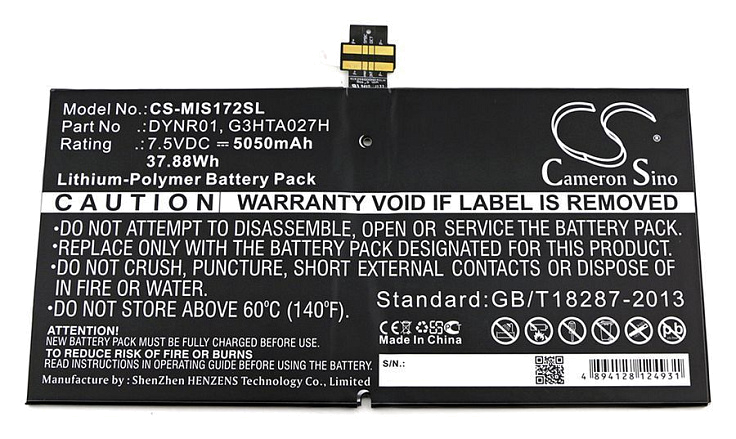 Model No.:CS-MIS172SL
Part No :DYNR01, G3HTA027H
Rating :7.5VDC ⎓ 5050mAh
37.88Wh
Lithium-Polymer Battery Pack
CS
®
Cameron Sino
CAUTION WARRANTY VOID IF LABEL IS REMOVED
•DO NOT ATTEMPT TO DISASSEMBLE, OPEN OR SERVICE THE BATTERY PACK.
•REPLACE ONLY WITH THE BATTERY PACK DESIGNATED FOR THIS PRODUCT.
•DO NOT CRUSH, PUNCTURE, SHORT EXTERNAL CONTACTS OR DISPOSE OF
IN FIRE OR WATER.
•DO NOT STORE ABOVE 60°C (140°F).
Standard:GB/T18287-2013
ATTENTION!
NEW BATTERY PACK MUST BE FULLY CHARGED BEFORE USE.
TO REDUCE RISK OF FIRE OR BURNS
READ INSTRUCTIONS OPERATING GUIDE BEFORE USING THE BATTERY.
Manufacture by : ShenZhen HENZENS Technology Co., Limited
CE
Pb
Made In China
S/N.:
4 894128 124931